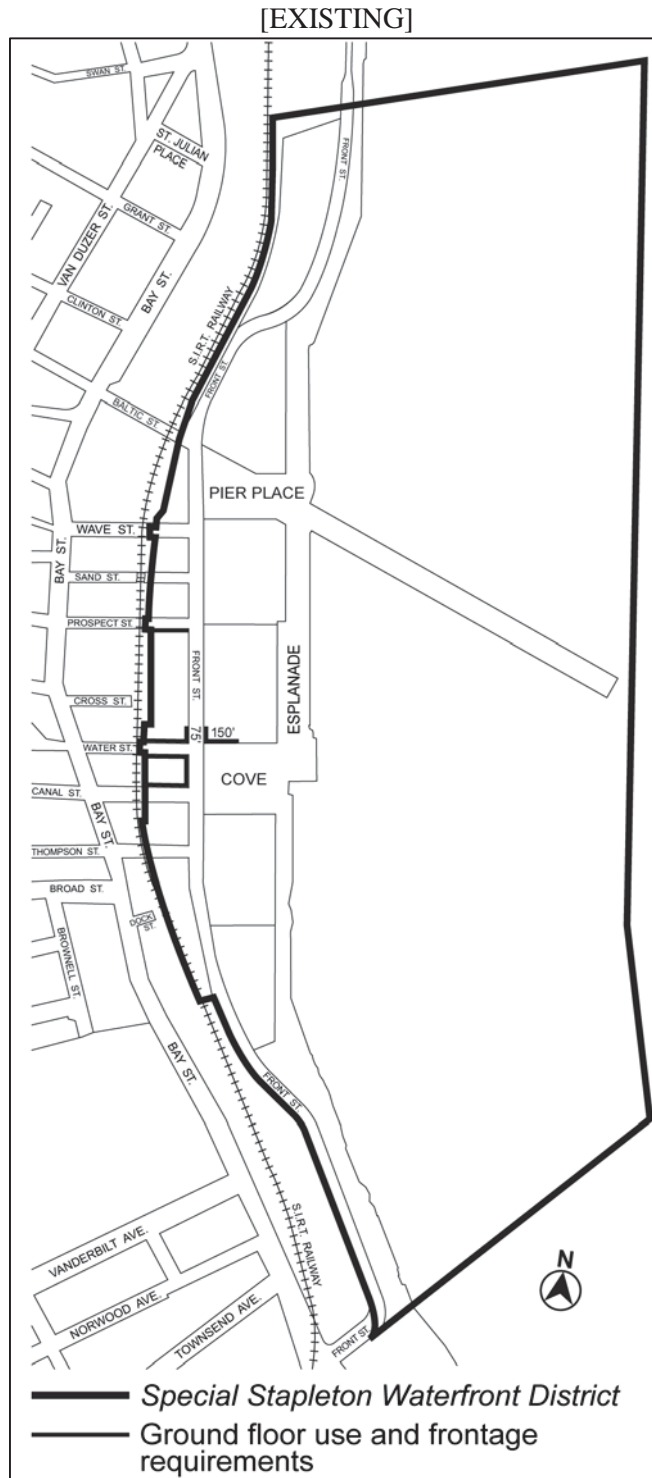 [EXISTING]
SWAN ST.
ST. JULIAN
PLACE
FRONT ST.
GRANT ST.
VAN DUZER ST.
BAY ST.
CLINTON ST.
S.I.R.T. RAILWAY
FRONT ST.
BALTIC ST.
PIER PLACE
WAVE ST.
BAY ST.
SAND ST.
PROSPECT ST.
FRONT ST.
ESPLANADE
CROSS ST.
75'
150'
WATER ST.
COVE
CANAL ST.
BAY ST.
THOMPSON ST.
BROAD ST.
DOCK
ST.
BROWNELL ST.
BAY ST.
FRONT ST.
S.I.R.T. RAILWAY
VANDERBILT AVE.
N
NORWOOD AVE.
TOWNSEND AVE.
FRONT ST.
Special Stapleton Waterfront District
Ground floor use and frontage
requirements